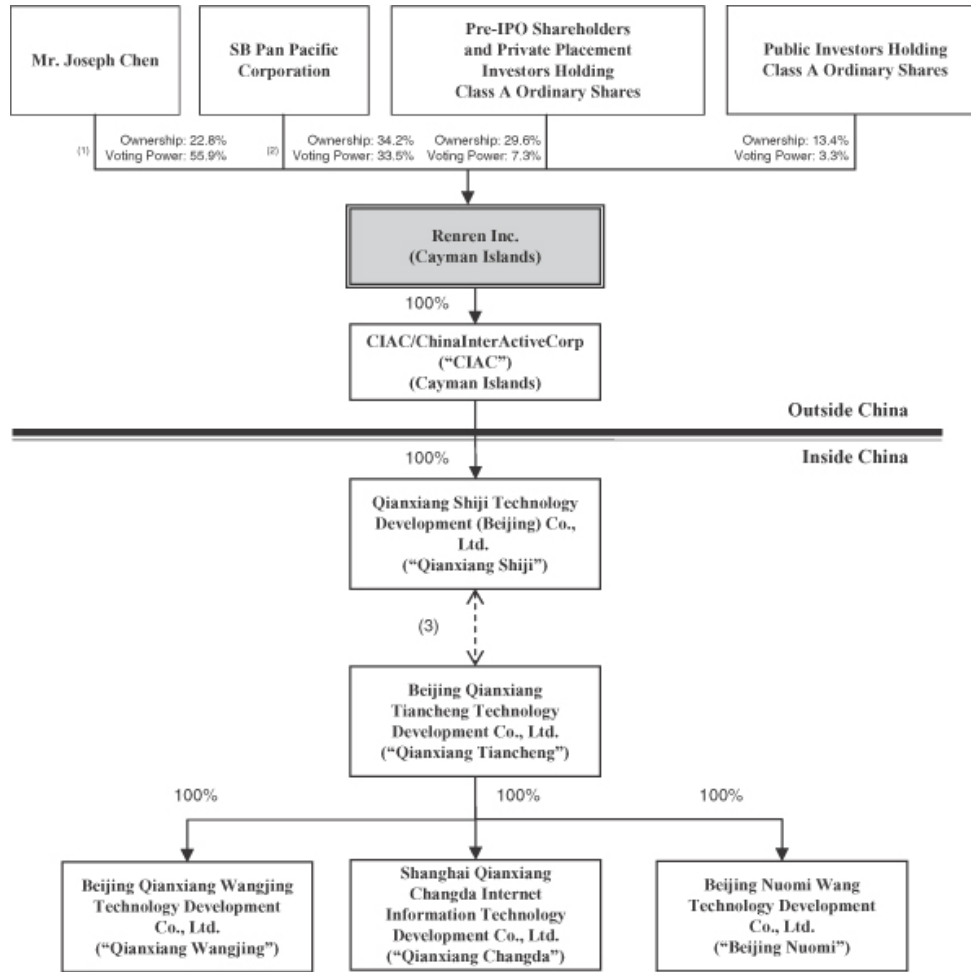 Mr. Joseph Chen
SB Pan Pacific
Corporation
Pre-IPO Shareholders
and Private Placement
Investors Holding
Class A Ordinary Shares
Public Investors Holding
Class A Ordinary Shares
(1)
Ownership: 22.8%
Voting Power: 55.9%
(2)
Ownership: 34.2%
Voting Power: 33.5%
Ownership: 29.6%
Voting Power: 7.3%
Ownership: 13.4%
Voting Power: 3.3%
Renren Inc.
(Cayman Islands)
100%
CIAC/ChinaInterActiveCorp
(“CIAC”)
(Cayman Islands)
Outside China
Inside China
100%
Qianxiang Shiji Technology
Development (Beijing) Co.,
Ltd.
(“Qianxiang Shiji”)
(3)
Beijing Qianxiang
Tiancheng Technology
Development Co., Ltd.
(“Qianxiang Tiancheng”)
100%
100%
100%
Beijing Qianxiang Wangjing
Technology Development
Co., Ltd.
(“Qianxiang Wangjing”)
Shanghai Qianxiang
Changda Internet
Information Technology
Development Co., Ltd.
(“Qianxiang Changda”)
Beijing Nuomi Wang
Technology Development
Co., Ltd.
(“Beijing Nuomi”)